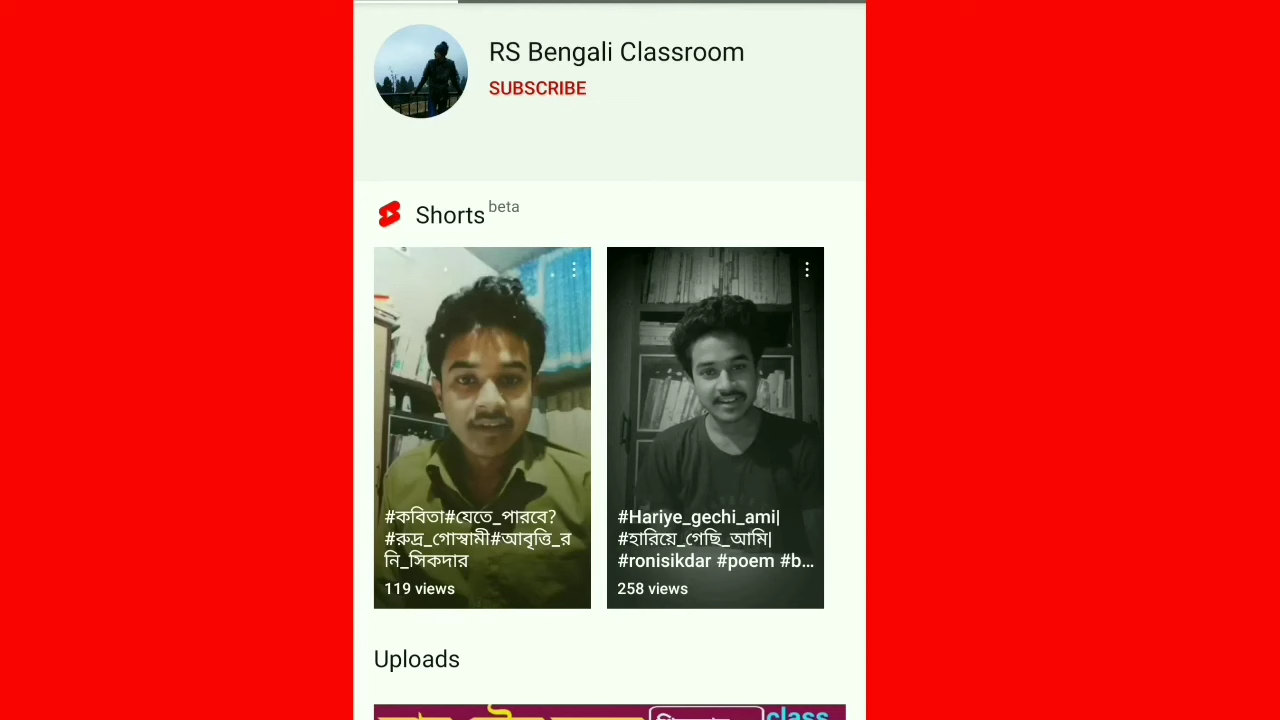 RS Bengali Classroom
SUBSCRIBE
Shorts beta
#কবিতা#যেতে_পারবে?
#রুদ্র_গোস্বামী#আবৃত্তি_র
নি_সিকদার
119 views
#Hariye_gechi_ami|
#হারিয়ে_গেছি_আমি|
#ronisikdar #poem #b...
258 views
Uploads
class